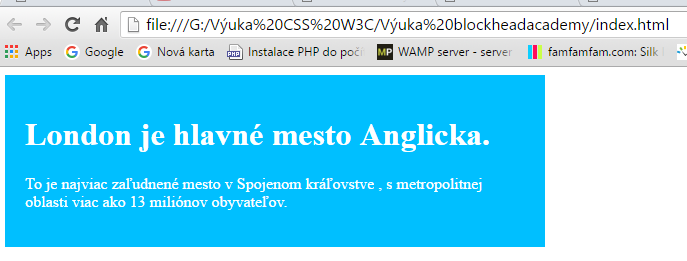 file:///G:/Výuka%20CSS%20W3C/Výuka%20blockheadacademy/index.html
Apps Google Nová karta Instalace PHP do poči MP WAMP server - server famfamfam.com: Silk
London je hlavné mesto Anglicka.
To je najviac zaľudnené mesto v Spojenom kráľovstve , s metropolitnej
oblasti viac ako 13 miliónov obyvateľov.